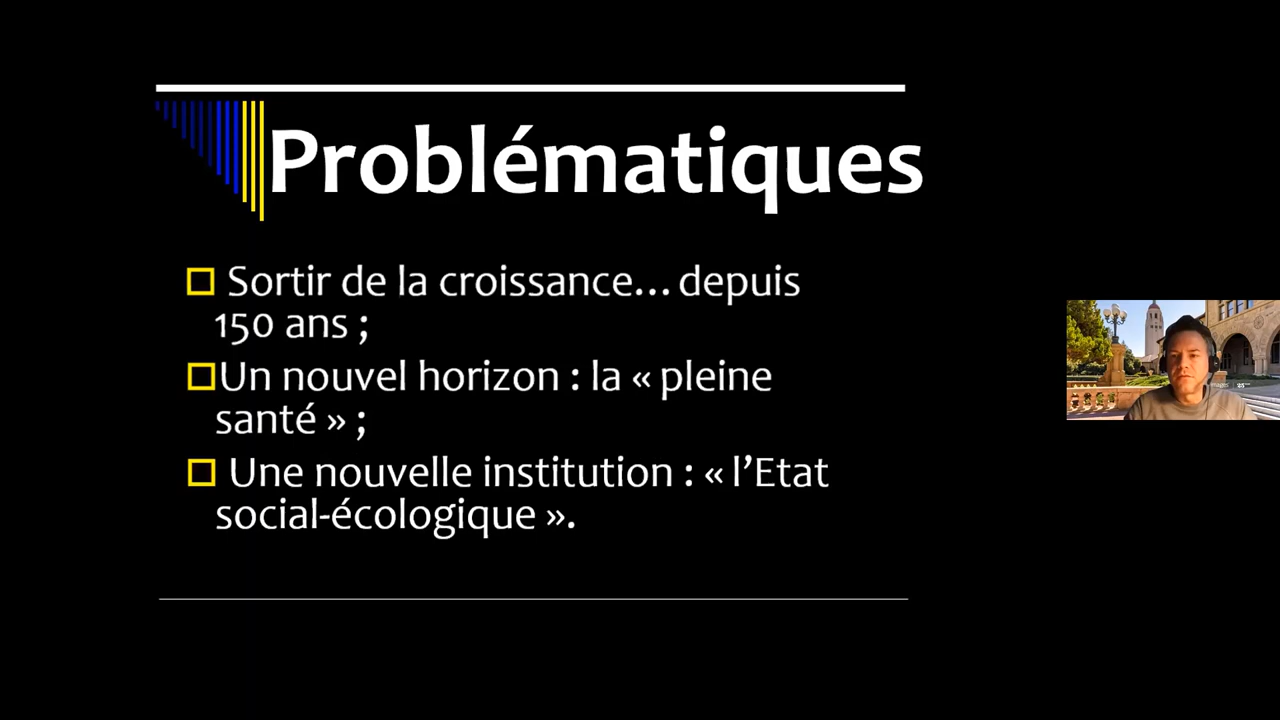 Problématiques
Sortir de la croissance… depuis
150 ans ;
Un nouvel horizon : la « pleine
santé » ;
Une nouvelle institution : « l’Etat
social-écologique ».